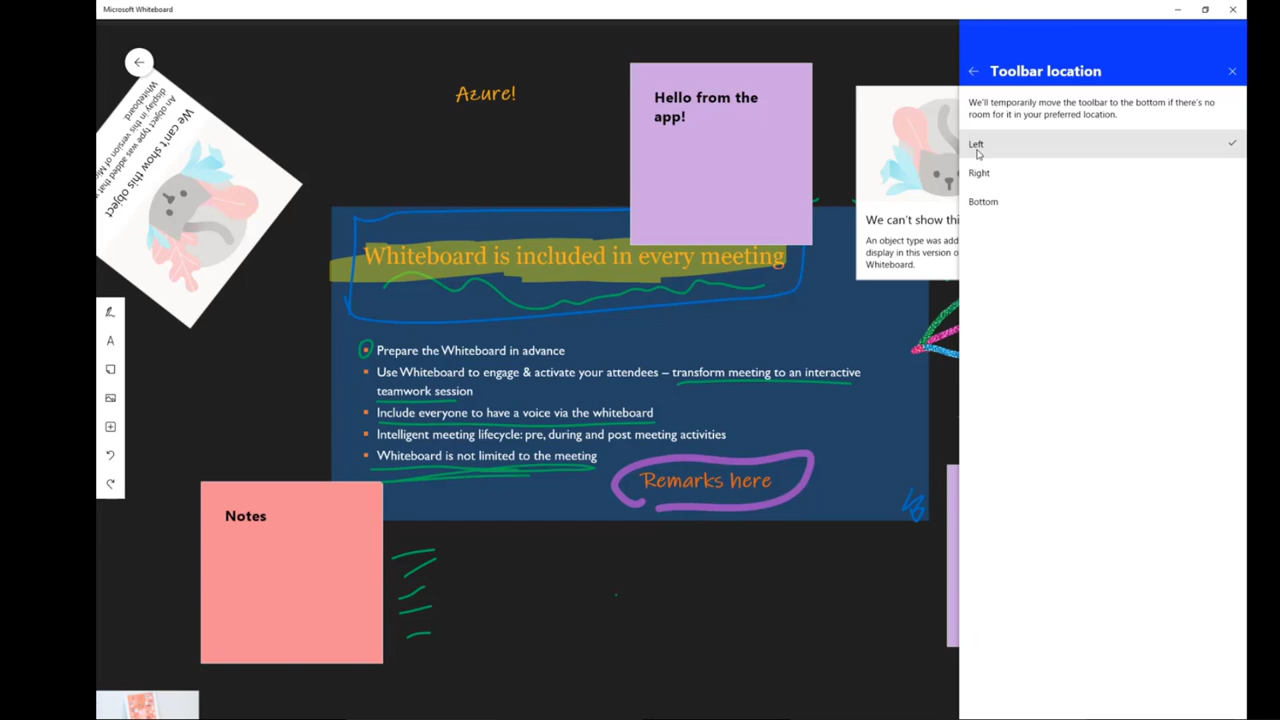 Microsoft Whiteboard
We can't show this object
An object type was added that
display in this version of Mi
Whiteboard.
Azure!
Hello from the
app!
We can't show thi
An object type was add
display in this version o
Whiteboard.
Whiteboard is included in every meeting
Prepare the Whiteboard in advance
Use Whiteboard to engage & activate your attendees – transform meeting to an interactive
teamwork session
Include everyone to have a voice via the whiteboard
Intelligent meeting lifecycle: pre, during and post meeting activities
Whiteboard is not limited to the meeting
Remarks here
Notes
Toolbar location
We'll temporarily move the toolbar to the bottom if there's no
room for it in your preferred location.
Left
Right
Bottom